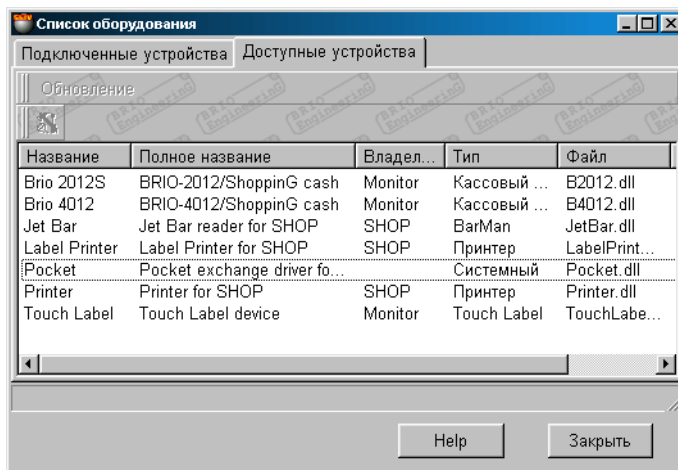 Список оборудования
Подключенные устройства Доступные устройства
Обновление
Название Полное название Владел... Тип Файл
Brio 2012S BRIO-2012/ShoppinG cash Monitor Кассовый ... B2012.dll
Brio 4012 BRIO-4012/ShoppinG cash Monitor Кассовый ... B4012.dll
Jet Bar Jet Bar reader for SHOP SHOP BarMan JetBar.dll
Label Printer Label Printer for SHOP SHOP Принтер LabelPrint...
Pocket Pocket exchange driver fo... Системный Pocket.dll
Printer Printer for SHOP SHOP Принтер Printer.dll
Touch Label Touch Label device Monitor Touch Label TouchLabe...
Help Закрыть